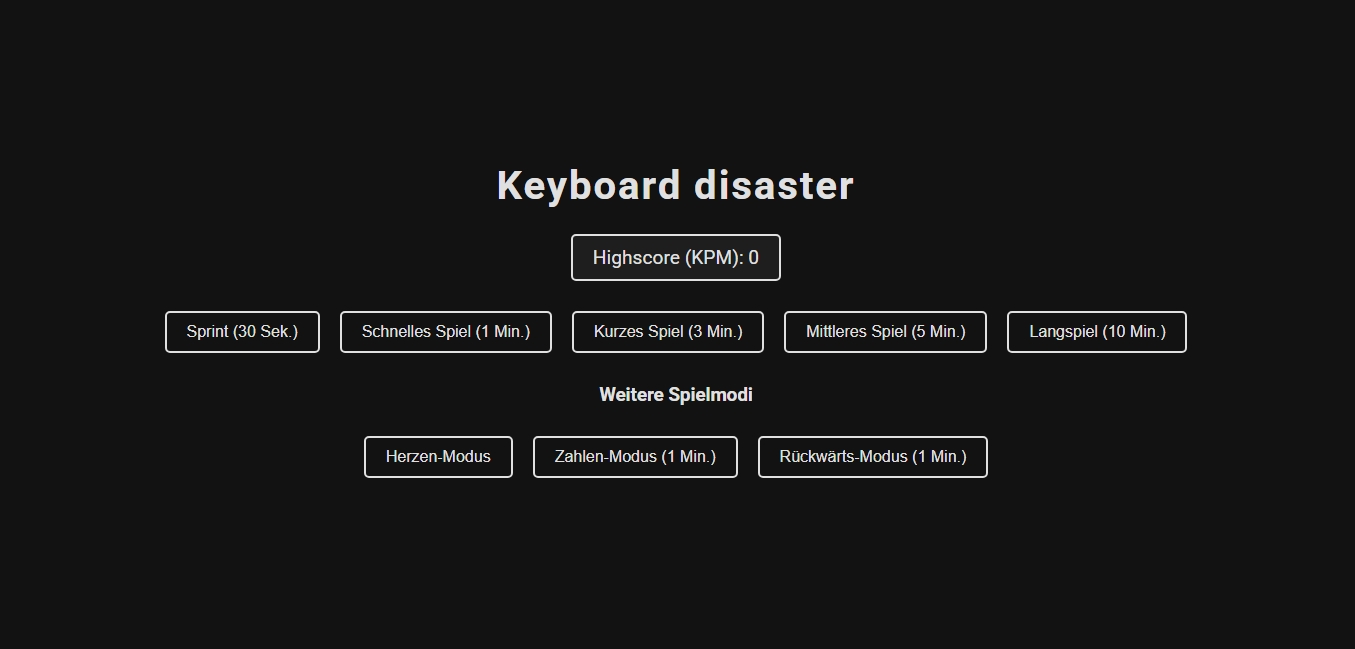 Keyboard disaster
Highscore (KPM): 0
Sprint (30 Sek.) Schnelles Spiel (1 Min.) Kurzes Spiel (3 Min.) Mittleres Spiel (5 Min.) Langspiel (10 Min.)
Weitere Spielmodi
Herzen-Modus Zahlen-Modus (1 Min.) Rückwärts-Modus (1 Min.)